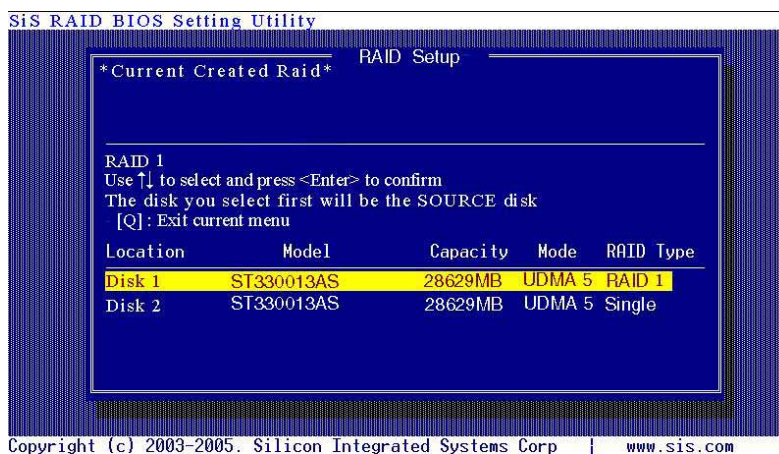 SiS RAID BIOS Setting Utility
RAID Setup
*Current Created Raid*
RAID 1
Use ↑↓ to select and press <Enter> to confirm
The disk you select first will be the SOURCE disk
[Q] : Exit current menu
Location Model Capacity Mode RAID Type
Disk 1 ST330013AS 28629MB UDMA 5 RAID 1
Disk 2 ST330013AS 28629MB UDMA 5 Single
Copyright (c) 2003-2005. Silicon Integrated Systems Corp | www.sis.com